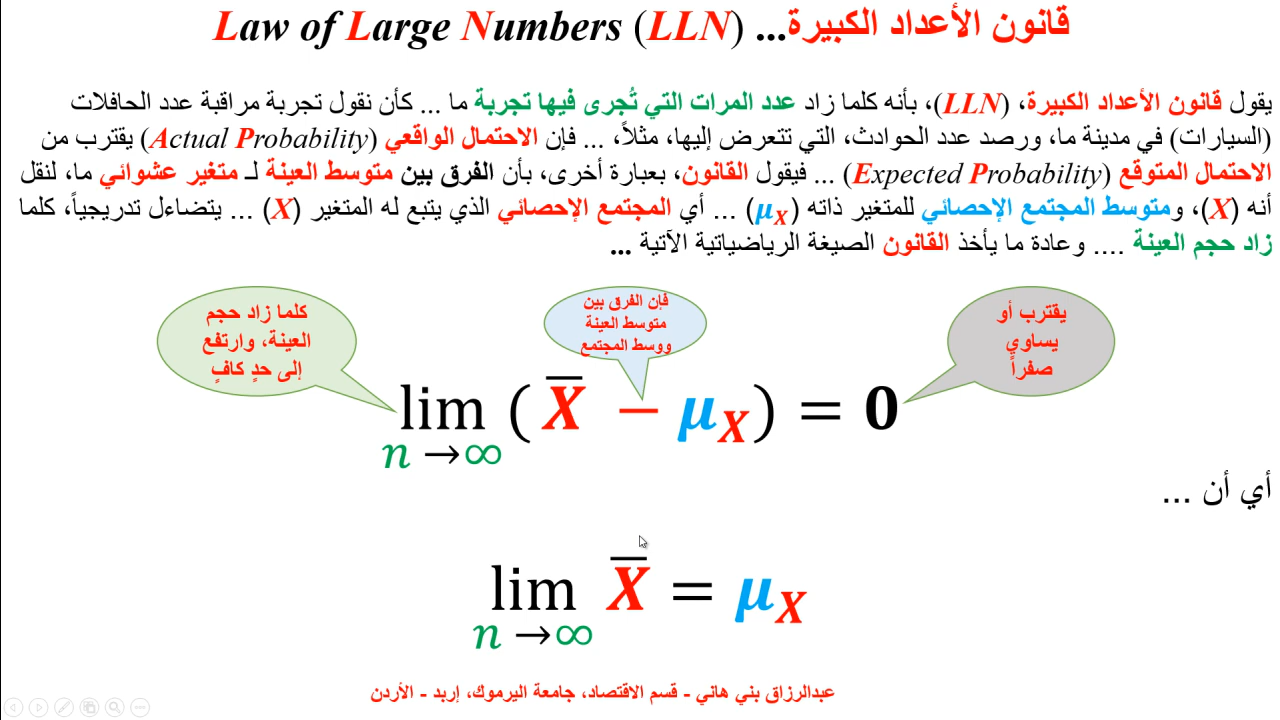 قانون الأعداد الكبيرة... Law of Large Numbers (LLN)
يقول قانون الأعداد الكبيرة، (LLN)، بأنه كلما زاد عدد المرات التي تُجرى فيها تجربة ما ... كأن نقول تجربة مراقبة عدد الحافلات
(السيارات) في مدينة ما، ورصد عدد الحوادث، التي تتعرض إليها، مثلاً، ... فإن الاحتمال الواقعي (Actual Probability) يقترب من
الاحتمال المتوقع (Expected Probability) ... فيقول القانون، بعبارة أخرى، بأن الفرق بين متوسط العينة لـ متغير عشوائي ما، لنقل
أنه (X)، ومتوسط المجتمع الإحصائي للمتغير ذاته (μX) ... أي المجتمع الإحصائي الذي يتبع له المتغير (X) ... يتضاءل تدريجياً، كلما
زاد حجم العينة .... وعادة ما يأخذ القانون الصيغة الرياضياتية الآتية ...
يقترب أو
يساوي
صفراً
فإن الفرق بين
متوسط العينة
ووسط المجتمع
كلما زاد حجم
العينة، وارتفع
إلى حدٍ كافٍ
lim (X̅ − μX) = 0
n →∞
أي أن ...
lim X̅ = μX
n →∞
عبدالرزاق بني هاني - قسم الاقتصاد، جامعة اليرموك، إربد - الأردن